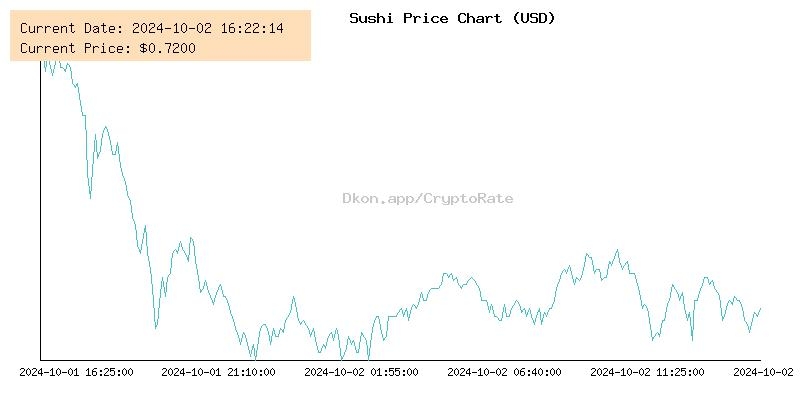 Sushi Price Chart (USD)
Current Date: 2024-10-02 16:22:14
Current Price: $0.7200
Dkon.app/CryptoRate
2024-10-01 16:25:00 2024-10-01 21:10:00 2024-10-02 01:55:00 2024-10-02 06:40:00 2024-10-02 11:25:00 2024-10-02